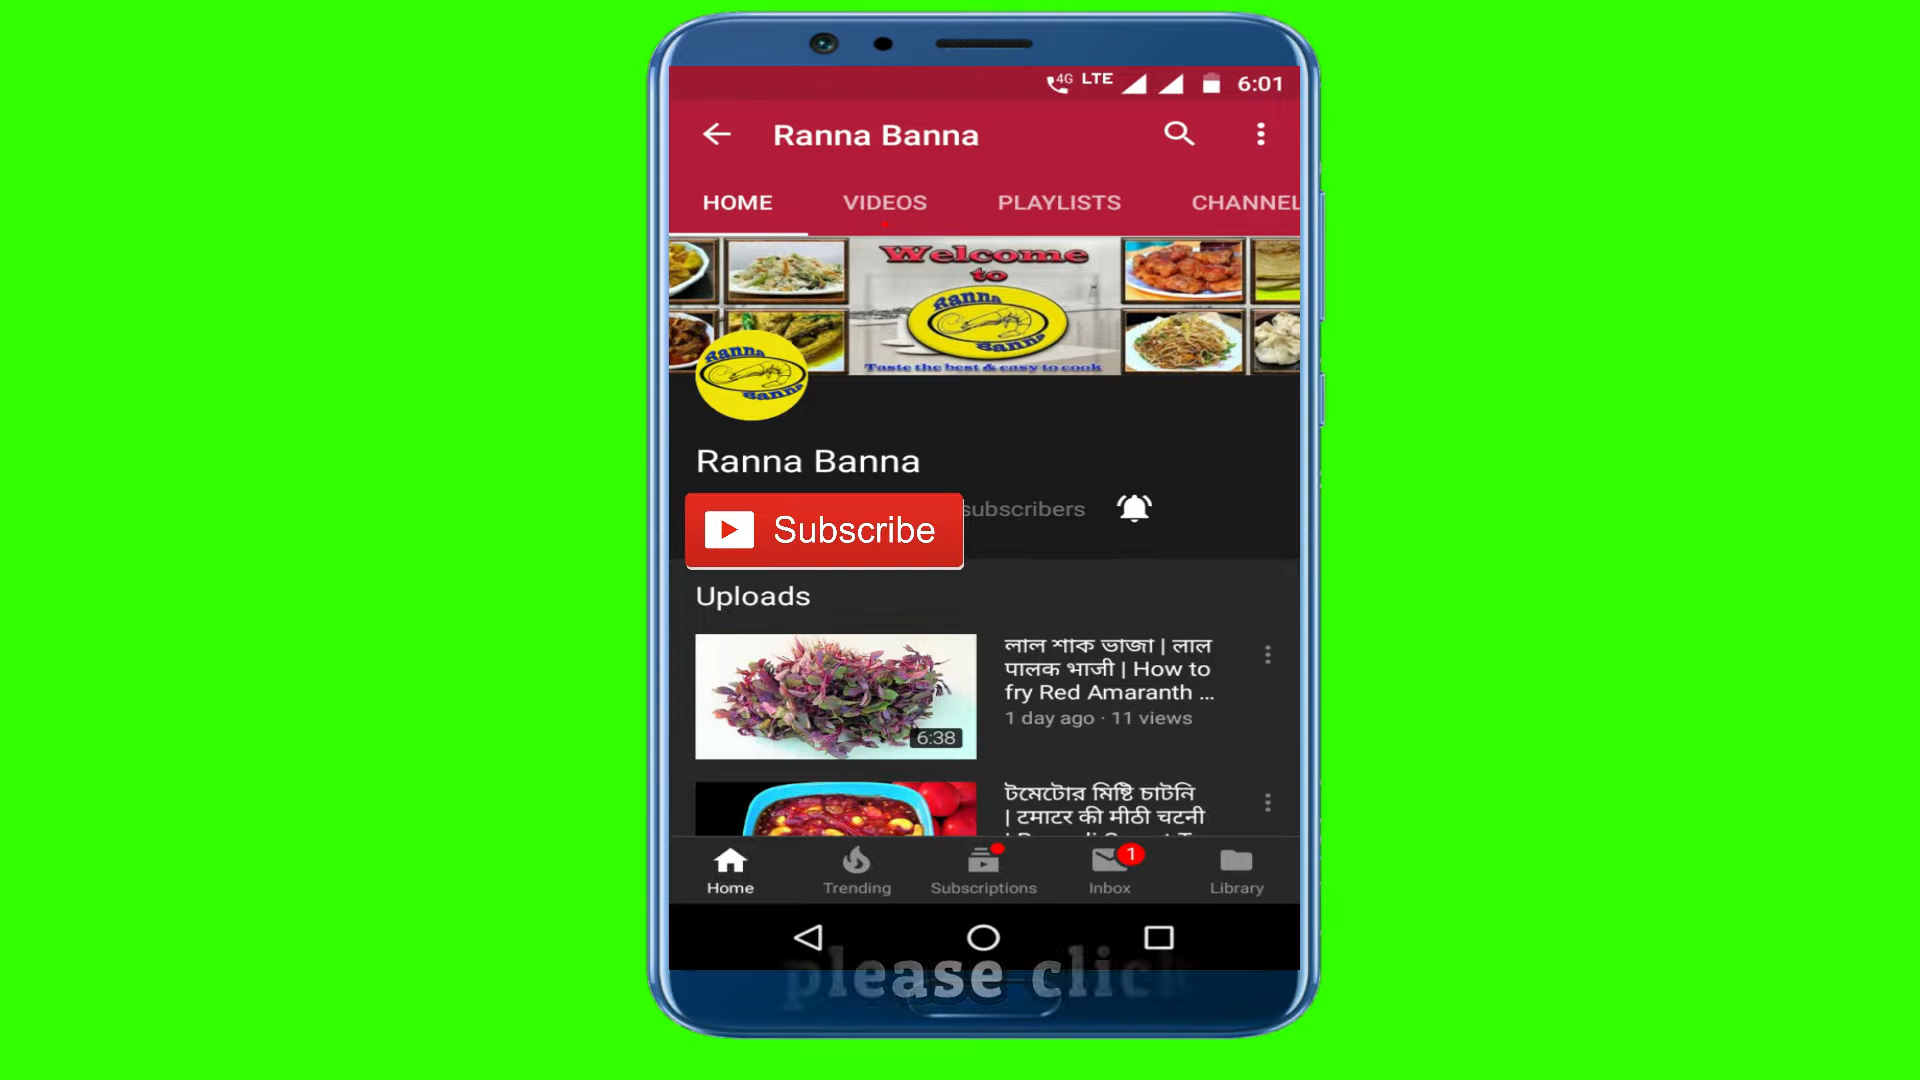 4G LTE 6:01
Ranna Banna
HOME VIDEOS PLAYLISTS CHANNEL
Welcome
to
Ranna
Banna
Taste the best & easy to cook
Ranna
Banna
Ranna Banna
Subscribe subscribers
Uploads
লাল শাক ভাজা | লাল
पालक भाजी | How to
fry Red Amaranth ...
1 day ago · 11 views
6:38
টমেটোর মিষ্টি চাটনি
| टमाटर की मीठी चटनी
1
Home Trending Subscriptions Inbox Library
please click